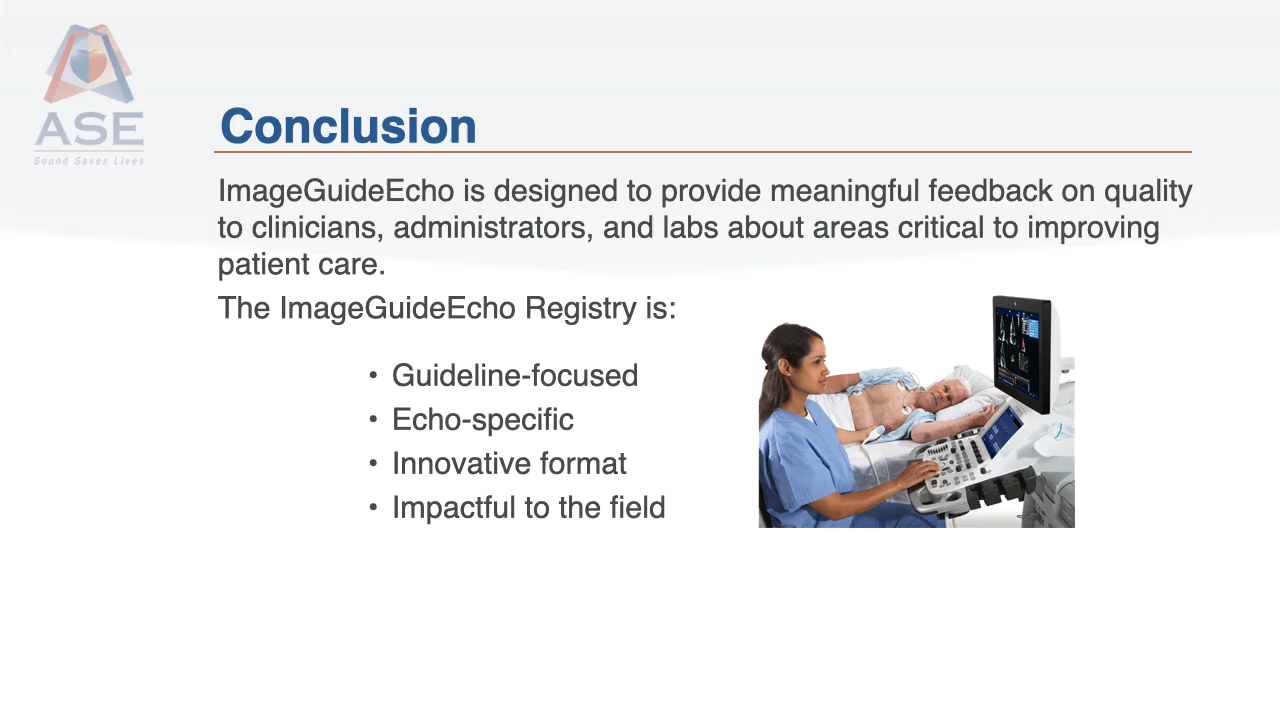 ASE
Sound Saves Lives
Conclusion
ImageGuideEcho is designed to provide meaningful feedback on quality
to clinicians, administrators, and labs about areas critical to improving
patient care.
The ImageGuideEcho Registry is:
• Guideline-focused
• Echo-specific
• Innovative format
• Impactful to the field